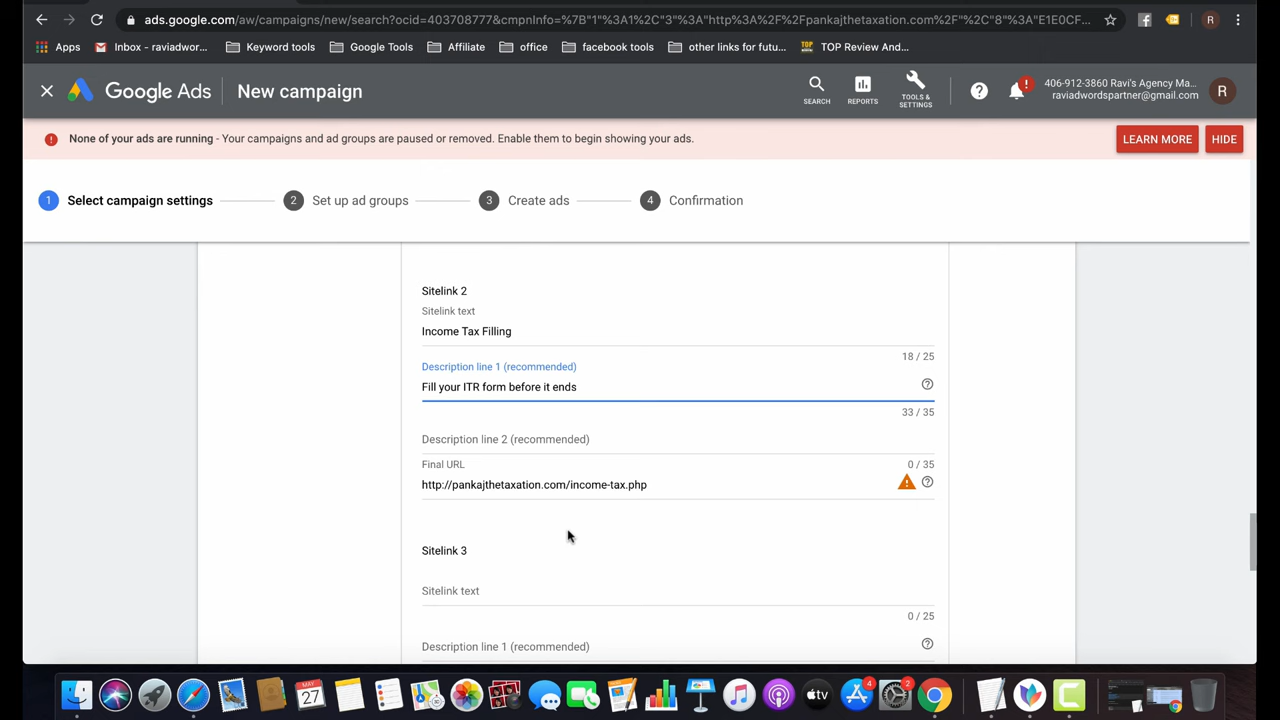 ads.google.com/aw/campaigns/new/search?ocid=403708777&cmpnInfo=%7B"1"%3A1%2C"3"%3A"http%3A%2F%2Fpankajthetaxation.com%2F"%2C"8"%3A"E1E0CF...
R
Apps
Inbox - raviadwor...
Keyword tools
Google Tools
Affiliate
office
facebook tools
other links for futu...
TOP Review And...
Google Ads
New campaign
SEARCH
REPORTS
TOOLS & SETTINGS
406-912-3860 Ravi's Agency Ma...
raviadwordspartner@gmail.com
R
None of your ads are running - Your campaigns and ad groups are paused or removed. Enable them to begin showing your ads.
LEARN MORE
HIDE
1 Select campaign settings
2 Set up ad groups
3 Create ads
4 Confirmation
Sitelink 2
Sitelink text
Income Tax Filling
18 / 25
Description line 1 (recommended)
Fill your ITR form before it ends
33 / 35
Description line 2 (recommended)
Final URL
0 / 35
http://pankajthetaxation.com/income-tax.php
Sitelink 3
Sitelink text
0 / 25
Description line 1 (recommended)
MAY
27
tv
4
2